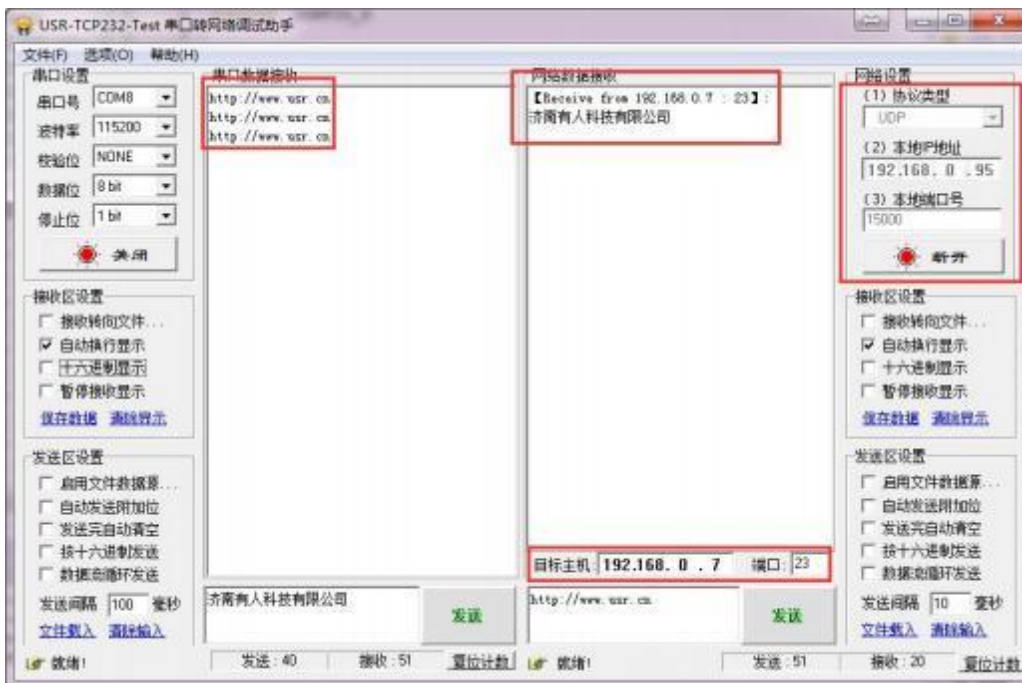 USR-TCP232-Test 串口转网络调试助手
文件(F) 选项(O) 帮助(H)
串口设置
串口号 COM8
波特率 115200
校验位 NONE
数据位 8 bit
停止位 1 bit
关闭
接收区设置
接收转向文件...
自动换行显示
十六进制显示
暂停接收显示
保存数据 清除显示
发送区设置
启用文件数据源...
自动发送附加位
发送完自动清空
按十六进制发送
数据流循环发送
发送间隔 100 毫秒
文件载入 清除输入
就绪!
串口数据接收
http://www.usr.cn
http://www.usr.cn
http://www.usr.cn
济南有人科技有限公司
发送
发送:40 接收:51 复位计数
网络数据接收
【Receive from 192.168.0.7 : 23】:
济南有人科技有限公司
目标主机: 192.168. 0 . 7 端口: 23
http://www.usr.cn
发送
就绪! 发送:51 接收:20 复位计数
网络设置
(1) 协议类型
UDP
(2) 本地IP地址
192.168. 0 .95
(3) 本地端口号
15000
断开
接收区设置
接收转向文件...
自动换行显示
十六进制显示
暂停接收显示
保存数据 清除显示
发送区设置
启用文件数据源...
自动发送附加位
发送完自动清空
按十六进制发送
数据流循环发送
发送间隔 10 毫秒
文件载入 清除输入